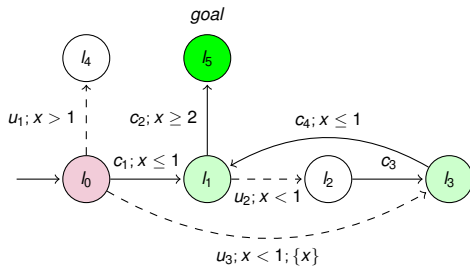 goal
l₄
l₅
u₁; x > 1
c₂; x ≥ 2
c₄; x ≤ 1
c₁; x ≤ 1
c₃
l₀
l₁
l₂
l₃
u₂; x < 1
u₃; x < 1; {x}